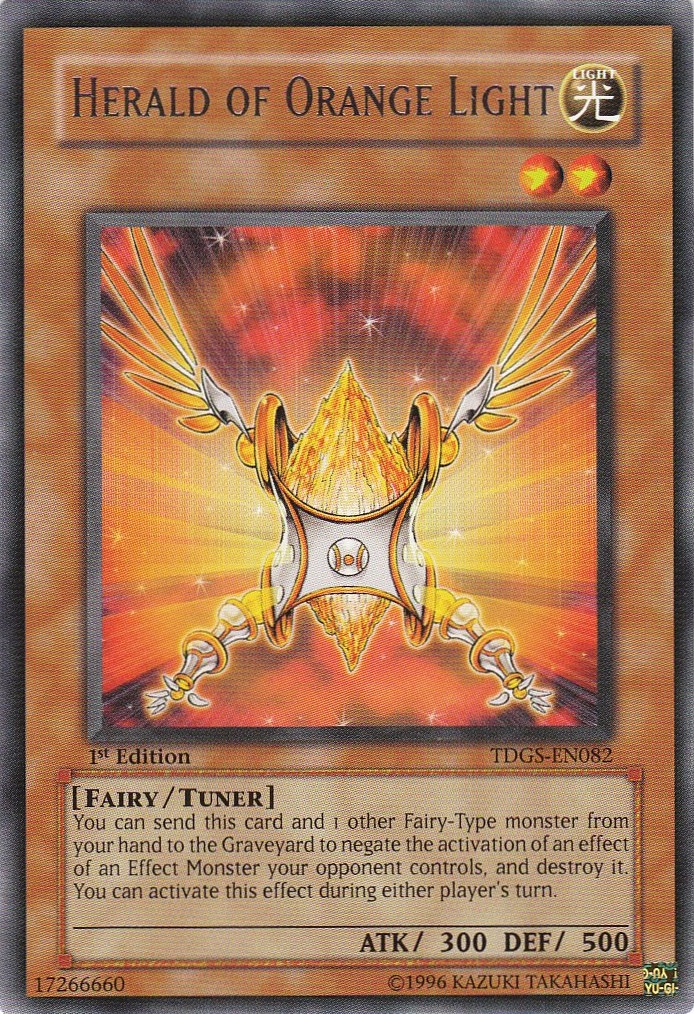 HERALD OF ORANGE LIGHT
LIGHT
光
1st Edition
TDGS-EN082
[FAIRY/TUNER]
You can send this card and 1 other Fairy-Type monster from
your hand to the Graveyard to negate the activation of an effect
of an Effect Monster your opponent controls, and destroy it.
You can activate this effect during either player's turn.
ATK/ 300 DEF/ 500
17266660
©1996 KAZUKI TAKAHASHI
YU-GI-